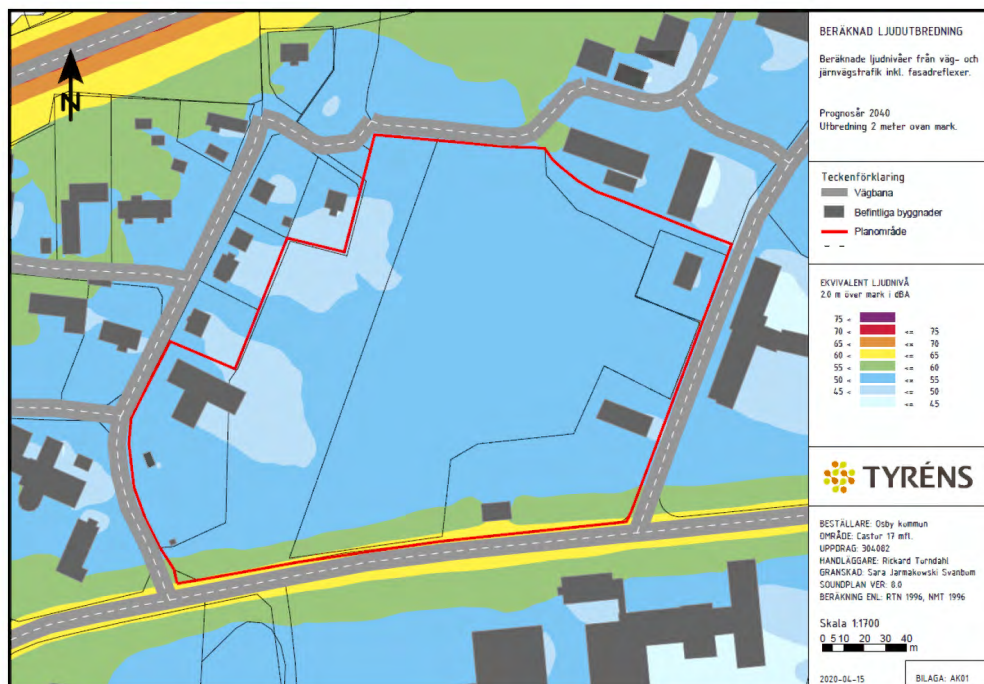 N
BERÄKNAD LJUDUTBREDNING
Beräknade ljudnivåer från väg- och
järnvägstrafik inkl. fasadreflexer.
Prognosår 2040
Utbredning 2 meter ovan mark.
Teckenförklaring
Vägbana
Befintliga byggnader
Planområde
EKVIVALENT LJUDNIVÅ
2.0 m över mark i dBA
75 <
70 < <= 75
65 < <= 70
60 < <= 65
55 < <= 60
50 < <= 55
45 < <= 50
<= 45
TYRÉNS
BESTÄLLARE: Osby kommun
OMRÅDE: Castor 17 mfl.
UPPDRAG: 304082
HANDLÄGGARE: Rickard Turndahl
GRANSKAD: Sara Jarmakowski Svanbom
SOUNDPLAN VER: 8.0
BERÄKNING ENL: RTN 1996, NMT 1996
Skala 1:1700
0 5 10 20 30 40
m
2020-04-15
BILAGA: AK01